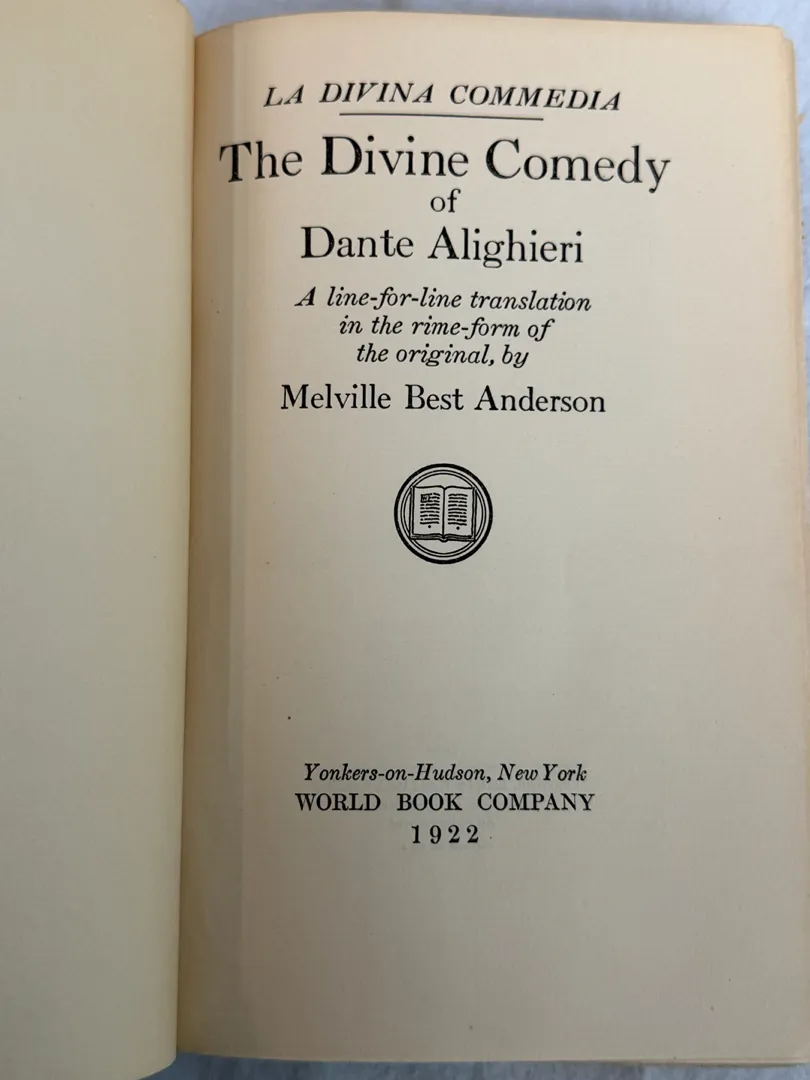 LA DIVINA COMMEDIA
The Divine Comedy
of
Dante Alighieri
A line-for-line translation
in the rime-form of
the original, by
Melville Best Anderson
Yonkers-on-Hudson, New York
WORLD BOOK COMPANY
1922